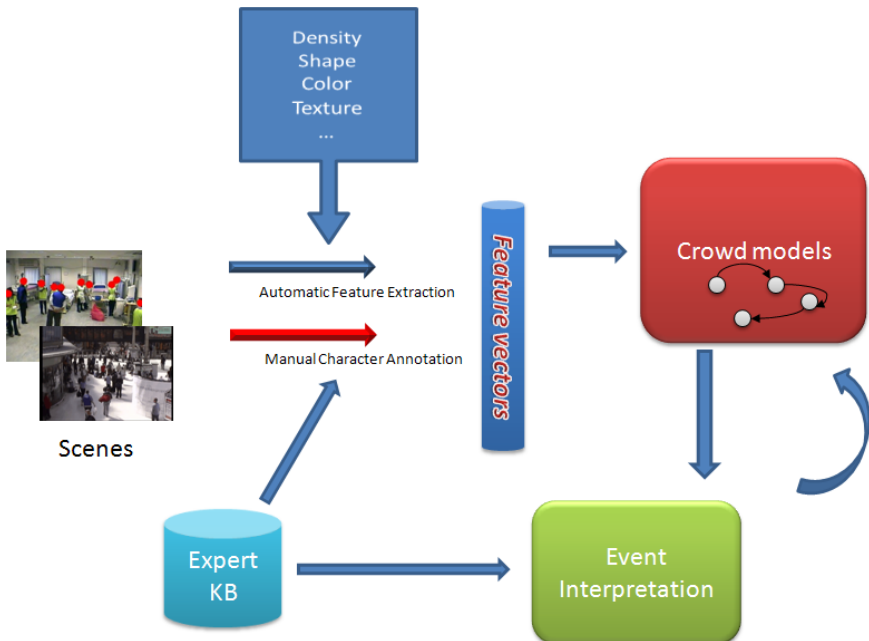 Density
Shape
Color
Texture
...
Automatic Feature Extraction
Manual Character Annotation
Scenes
Feature vectors
Crowd models
Expert
KB
Event
Interpretation